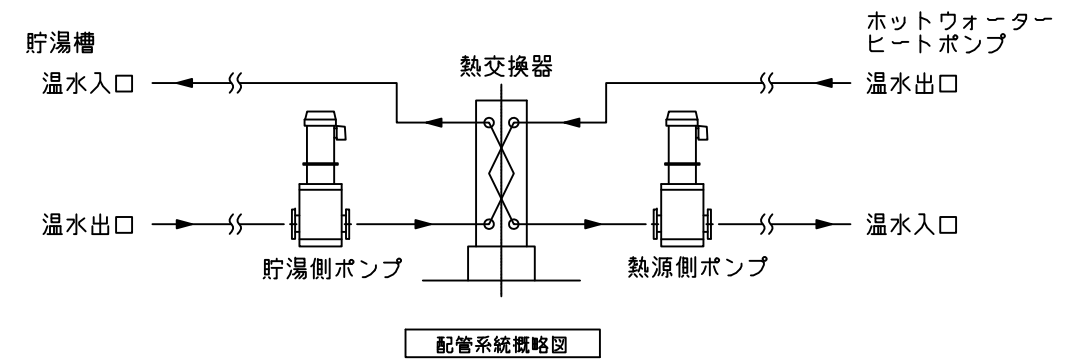 貯湯槽
温水入口
熱交換器
ホットウォーター
ヒートポンプ
温水出口
温水出口
貯湯側ポンプ
熱源側ポンプ
温水入口
配管系統概略図